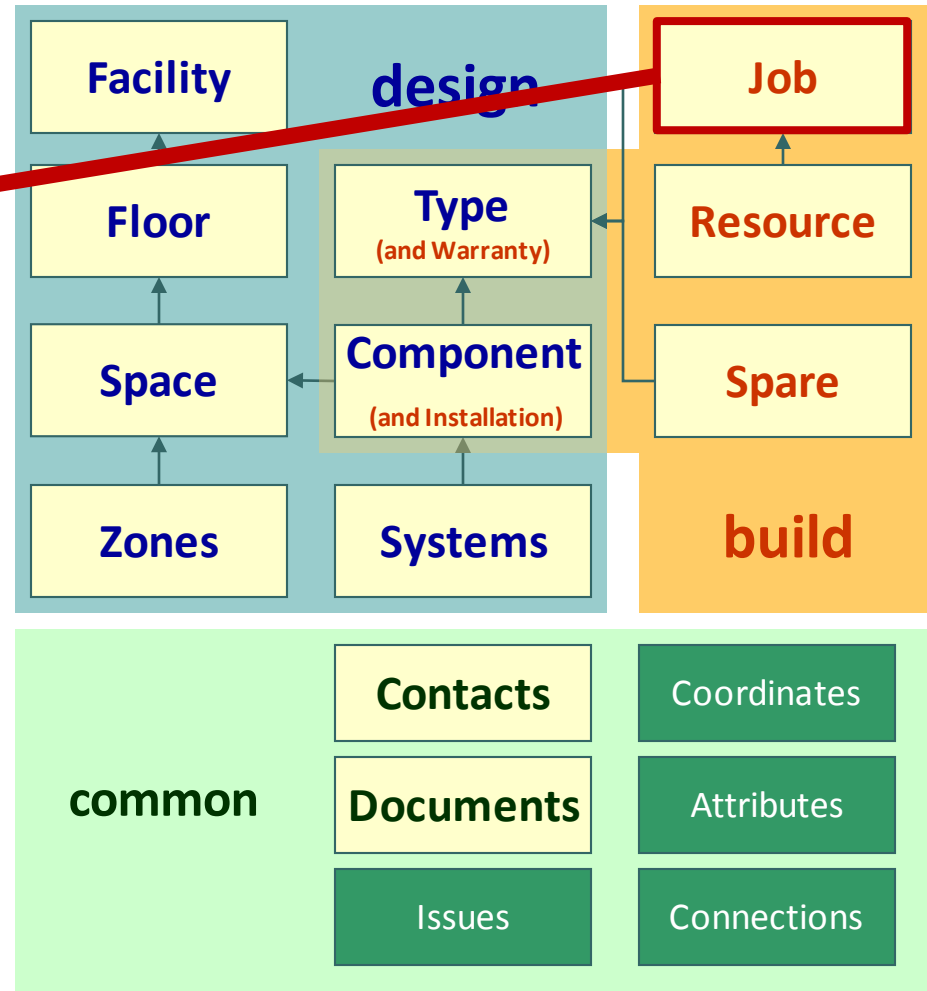 Facility
design
Job
Floor
Type
(and Warranty)
Resource
Space
Component
(and Installation)
Spare
Zones
Systems
build
common
Contacts
Coordinates
Documents
Attributes
Issues
Connections